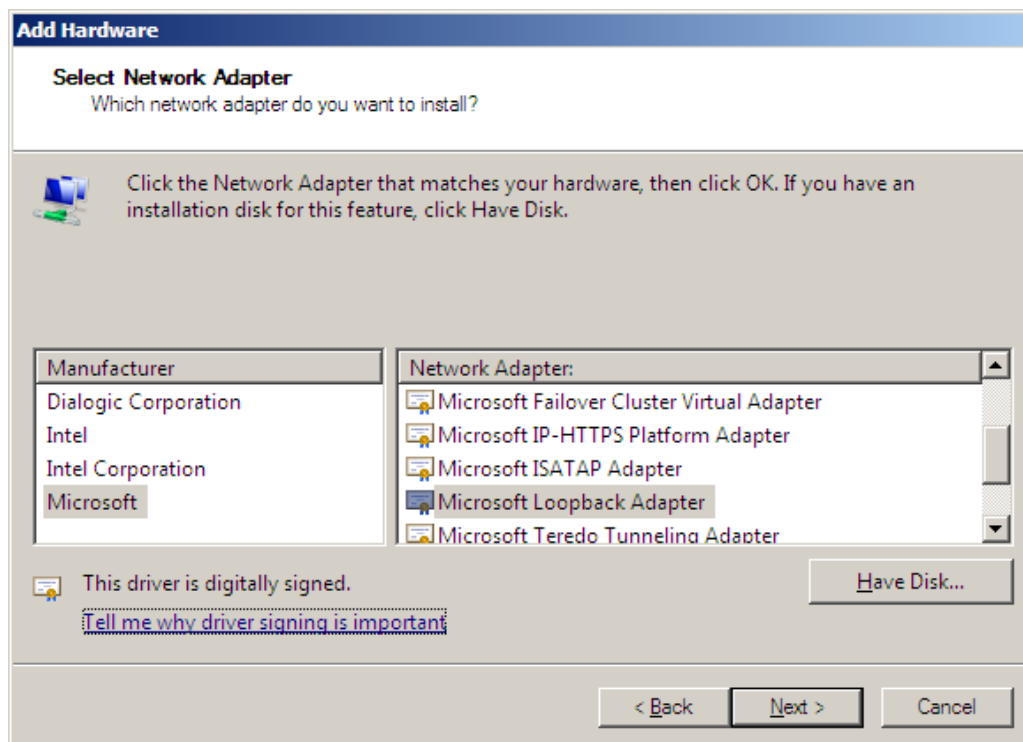 Add Hardware
Select Network Adapter
Which network adapter do you want to install?
Click the Network Adapter that matches your hardware, then click OK. If you have an
installation disk for this feature, click Have Disk.
Manufacturer
Dialogic Corporation
Intel
Intel Corporation
Microsoft
Network Adapter:
Microsoft Failover Cluster Virtual Adapter
Microsoft IP-HTTPS Platform Adapter
Microsoft ISATAP Adapter
Microsoft Loopback Adapter
Microsoft Teredo Tunneling Adapter
This driver is digitally signed.
Tell me why driver signing is important
Have Disk...
< Back
Next >
Cancel